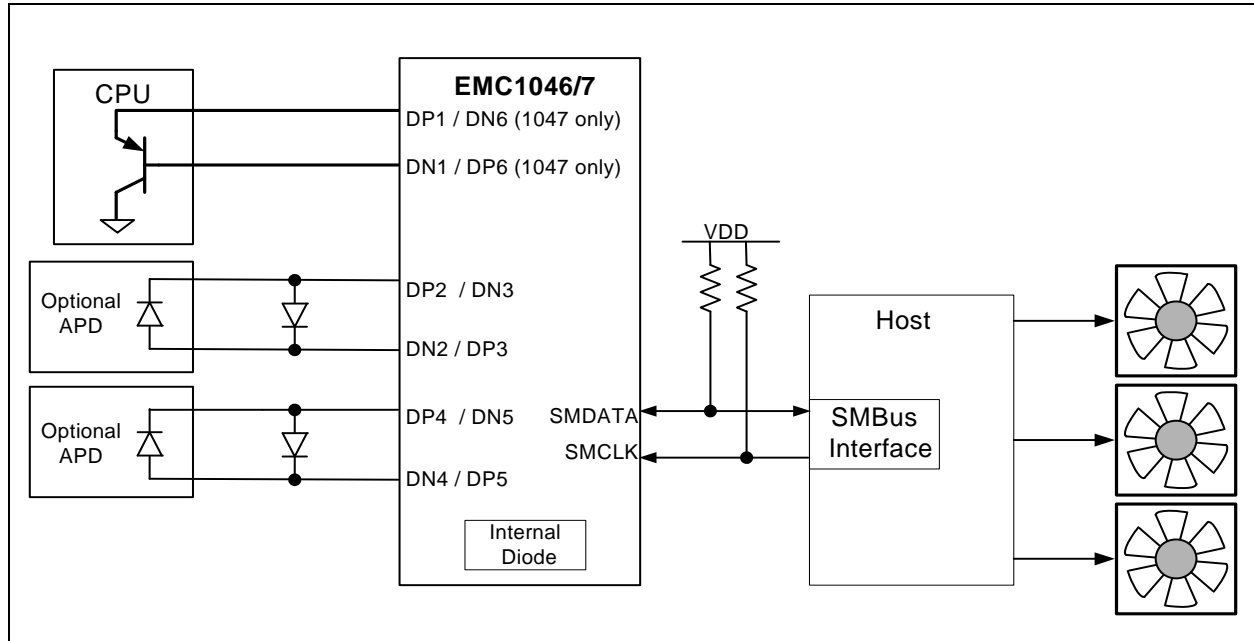 CPU
EMC1046/7
DP1 / DN6 (1047 only)
DN1 / DP6 (1047 only)
Optional
APD
DP2 / DN3
DN2 / DP3
Optional
APD
DP4 / DN5
DN4 / DP5
SMDATA
SMCLK
Internal
Diode
VDD
Host
SMBus
Interface